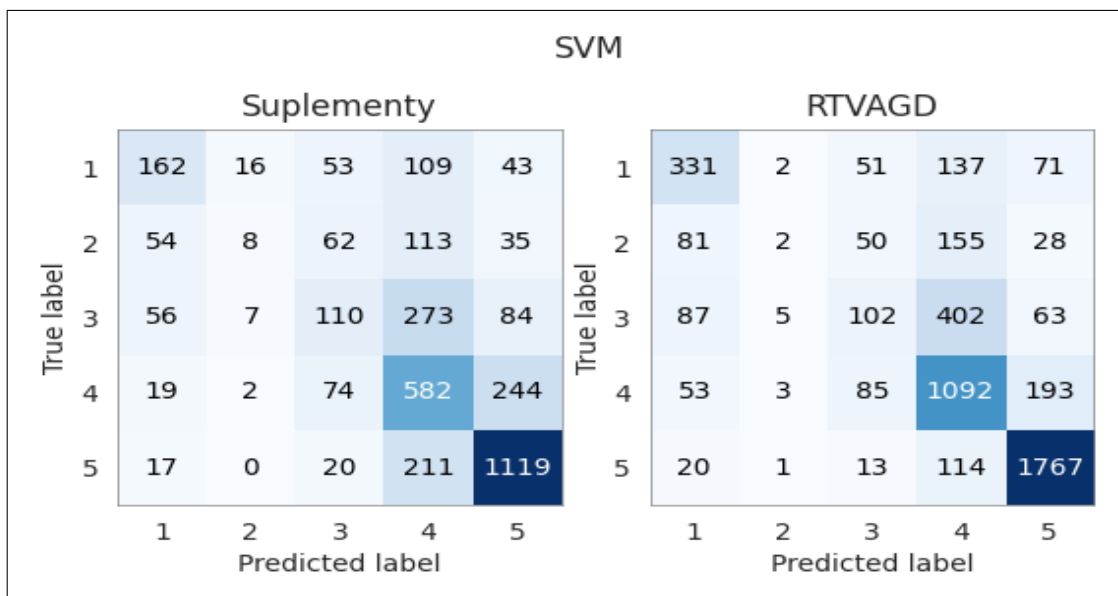 SVM
Suplementy
1 162 16 53 109 43
2 54 8 62 113 35
3 56 7 110 273 84
4 19 2 74 582 244
5 17 0 20 211 1119
1 2 3 4 5
Predicted label
True label
RTVAGD
1 331 2 51 137 71
2 81 2 50 155 28
3 87 5 102 402 63
4 53 3 85 1092 193
5 20 1 13 114 1767
1 2 3 4 5
Predicted label
True label